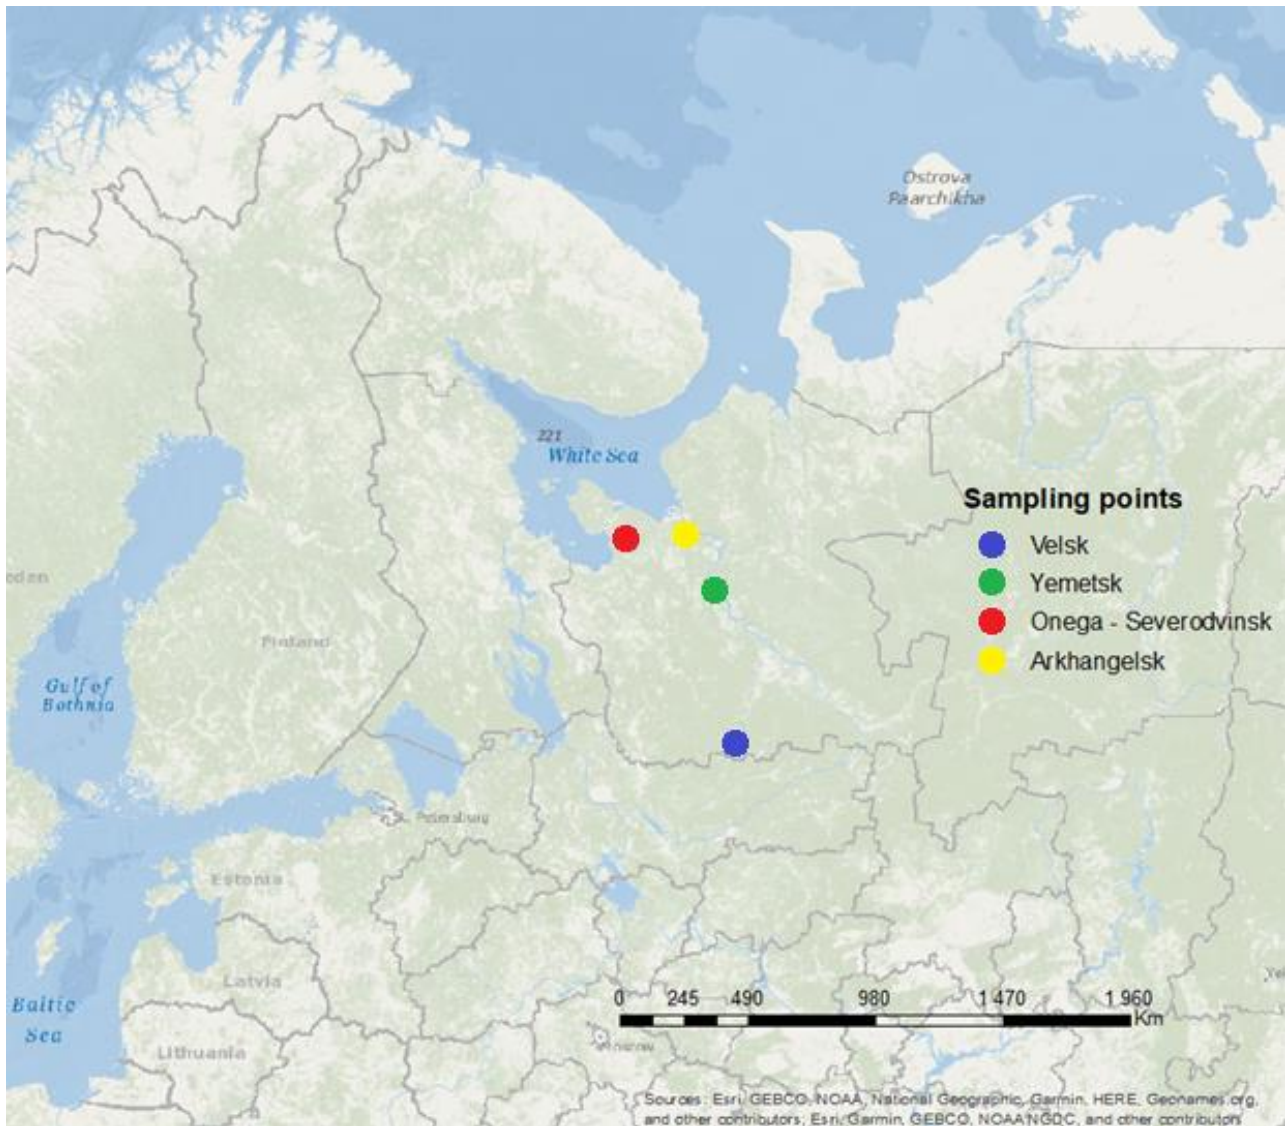 Ostrova
Paarchikha
221
White Sea
Sampling points
Velsk
Yemetsk
Onega - Severodvinsk
Arkhangelsk
eden
Finland
Gulf of
Bothnia
Petersburg
Estonia
Latvia
Baltic
Sea
Lithuania
0 245 490 980 1 470 1 960
Km
Moscow
Sources: Esri, GEBCO, NOAA, National Geographic, Garmin, HERE, Geonames.org,
and other contributors; Esri, Garmin, GEBCO, NOAA NGDC, and other contributors